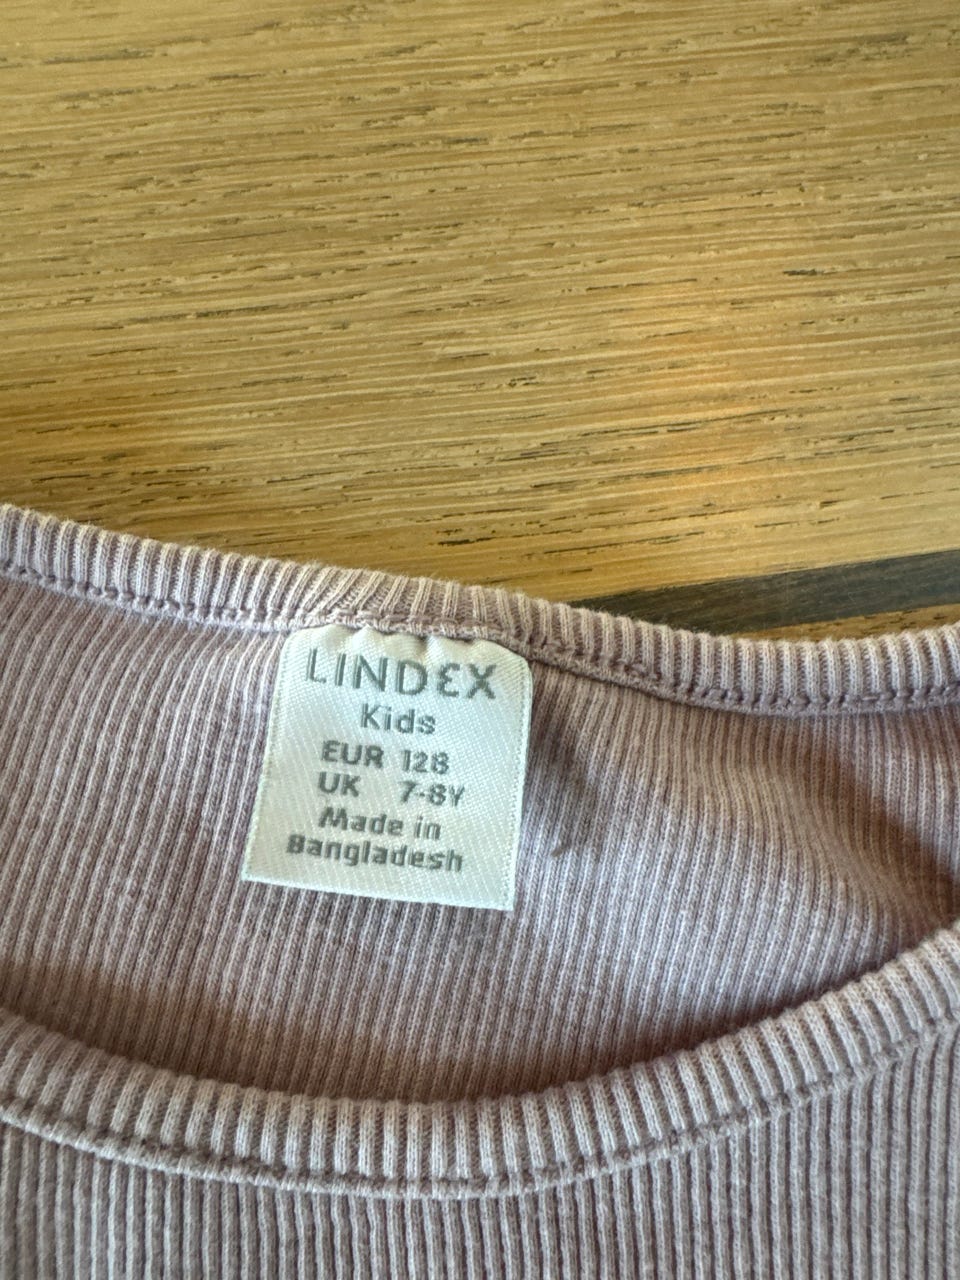 LINDEX
Kids
EUR 128
UK 7-8Y
Made in
Bangladesh